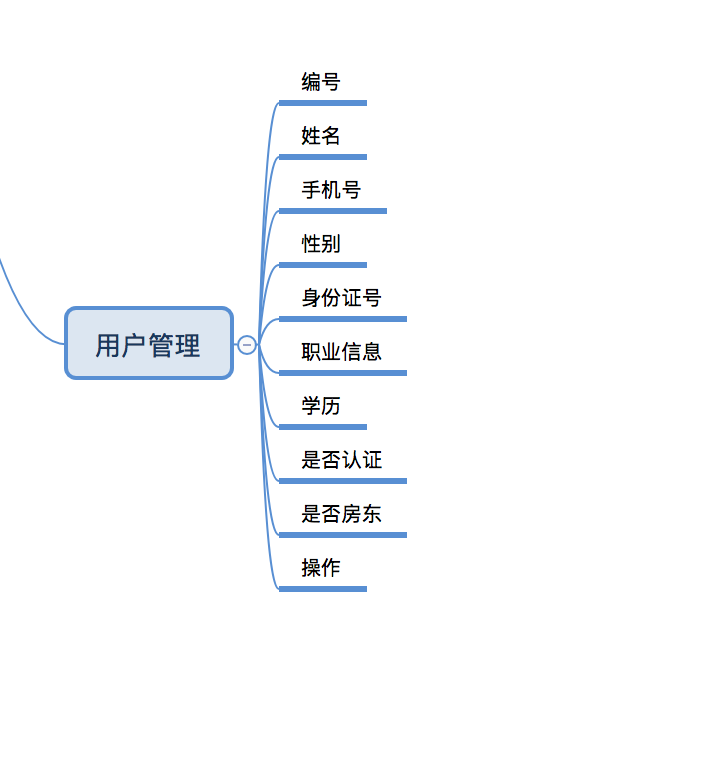 编号
姓名
手机号
性别
身份证号
用户管理
职业信息
学历
是否认证
是否房东
操作